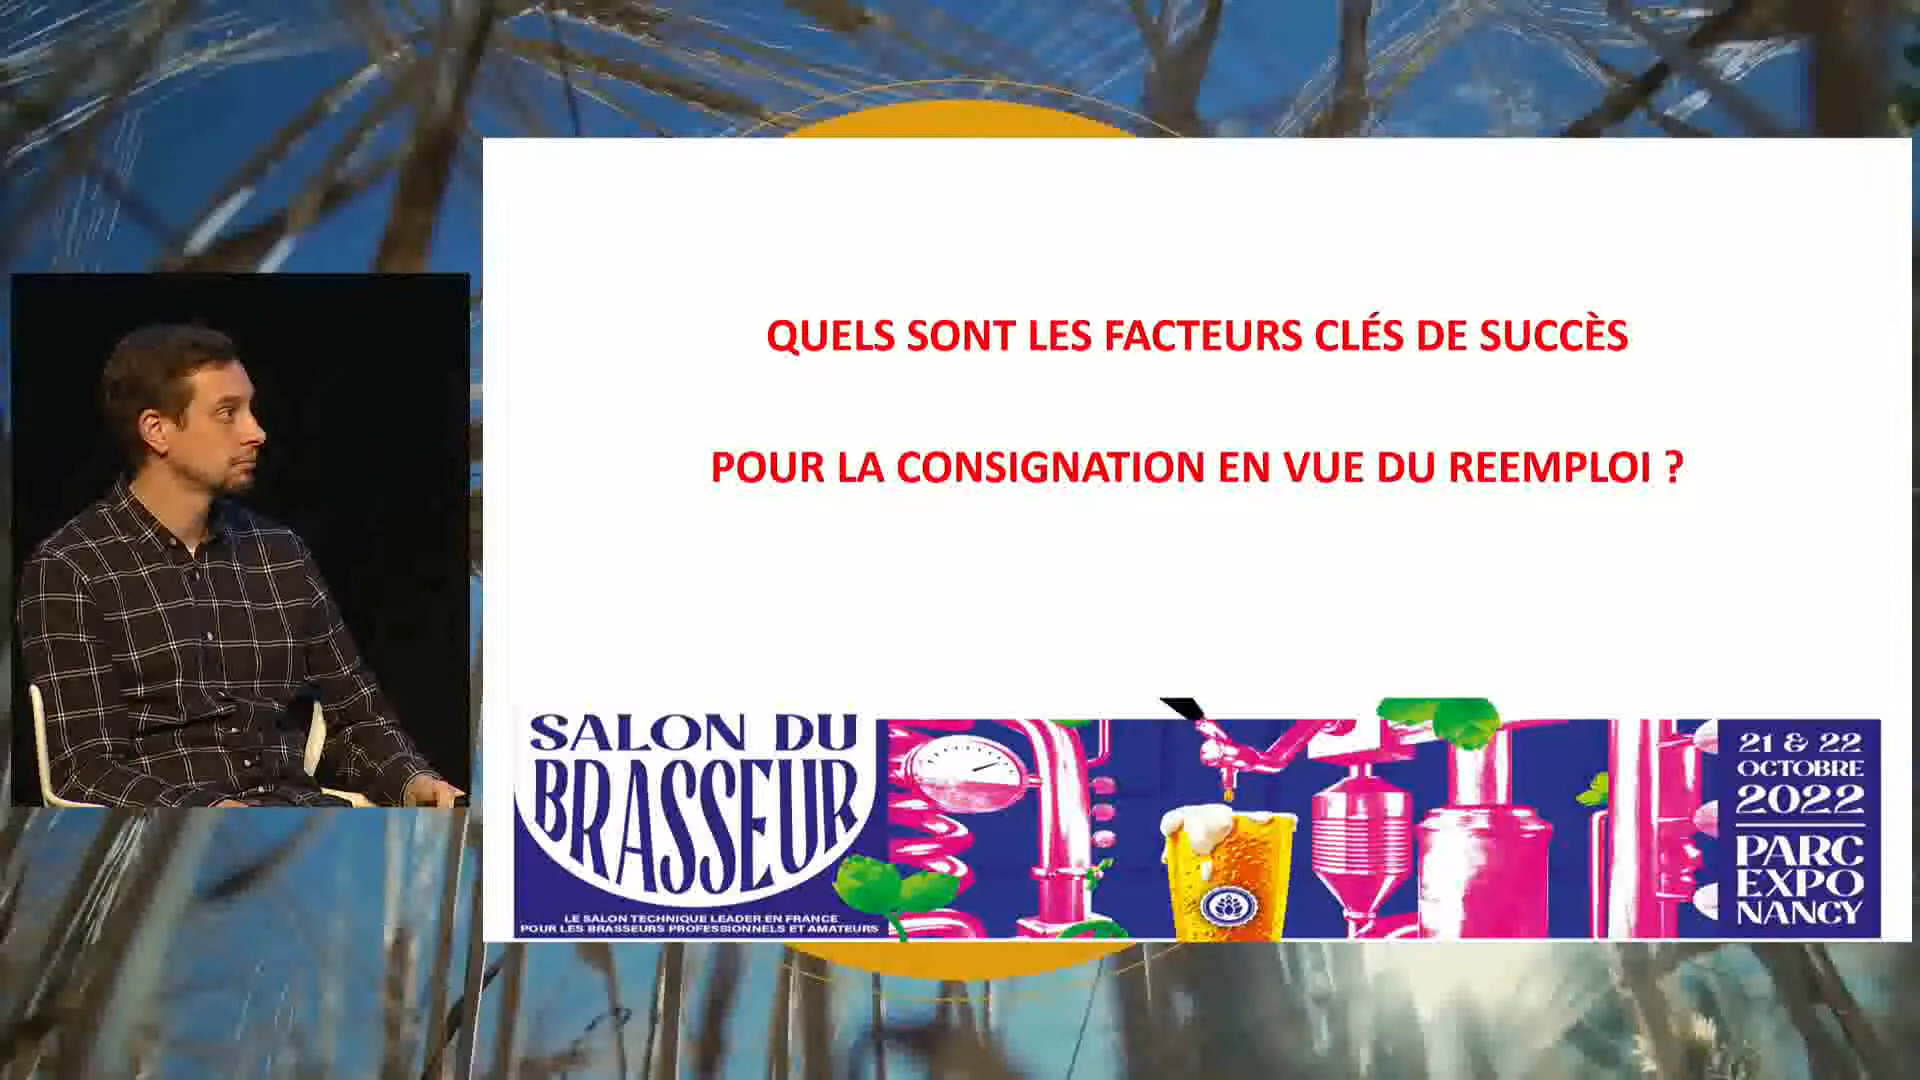 QUELS SONT LES FACTEURS CLÉS DE SUCCÈS
POUR LA CONSIGNATION EN VUE DU REEMPLOI ?
SALON DU
BRASSEUR
LE SALON TECHNIQUE LEADER EN FRANCE
POUR LES BRASSEURS PROFESSIONNELS ET AMATEURS
21 & 22
OCTOBRE
2022
PARC
EXPO
NANCY